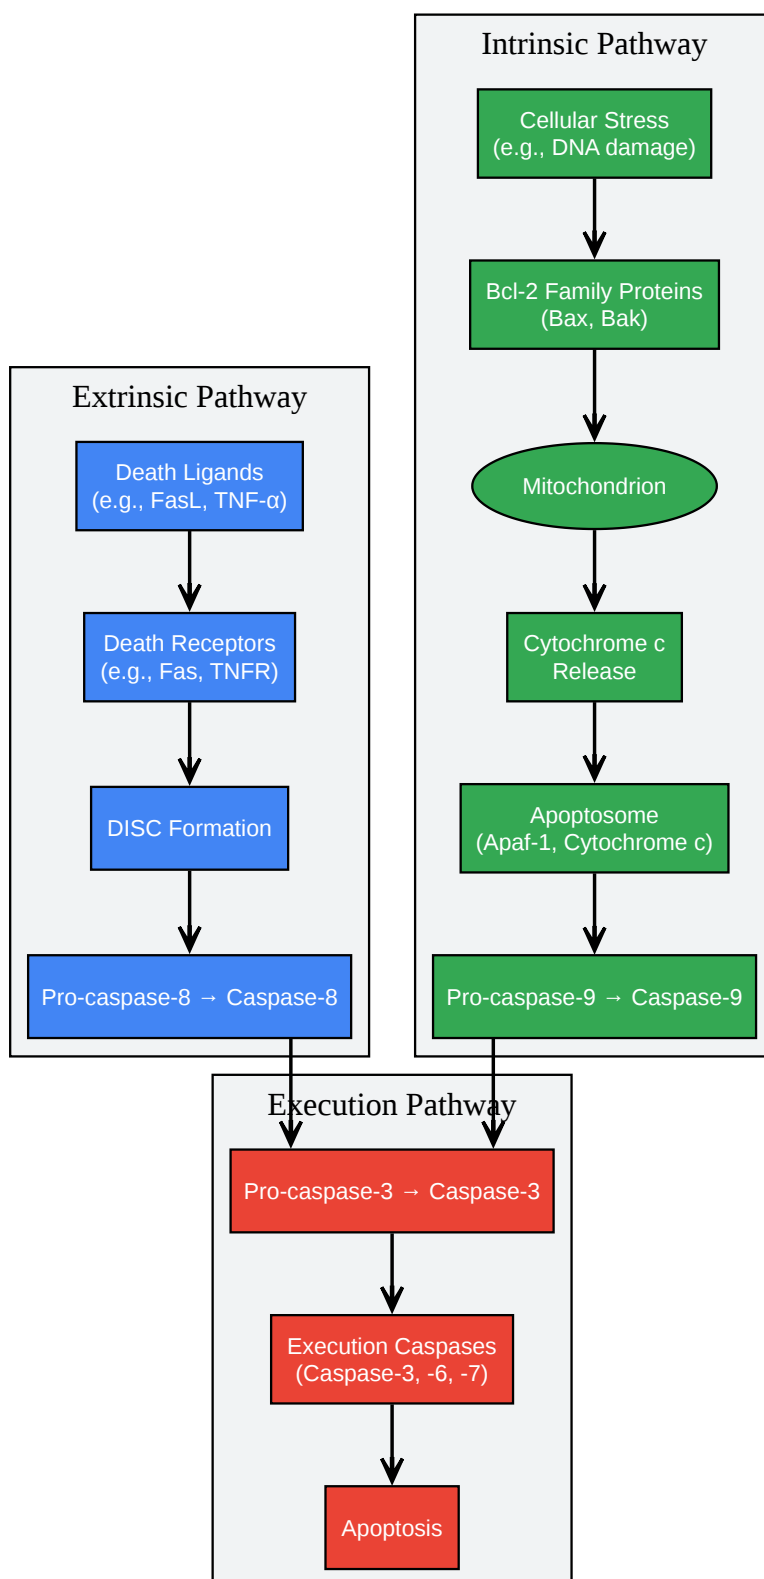 Intrinsic Pathway
Cellular Stress
(e.g., DNA damage)
Bcl-2 Family Proteins
(Bax, Bak)
Mitochondrion
Cytochrome c
Release
Apoptosome
(Apaf-1, Cytochrome c)
Pro-caspase-9 → Caspase-9
Extrinsic Pathway
Death Ligands
(e.g., FasL, TNF-α)
Death Receptors
(e.g., Fas, TNFR)
DISC Formation
Pro-caspase-8 → Caspase-8
Execution Pathway
Pro-caspase-3 → Caspase-3
Execution Caspases
(Caspase-3, -6, -7)
Apoptosis